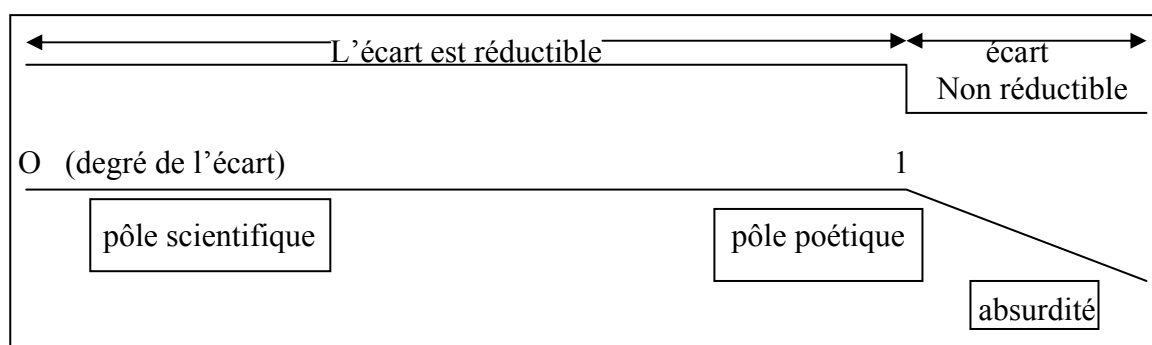 L’écart est réductible écart
Non réductible
O (degré de l’écart) 1
pôle scientifique pôle poétique
absurdité